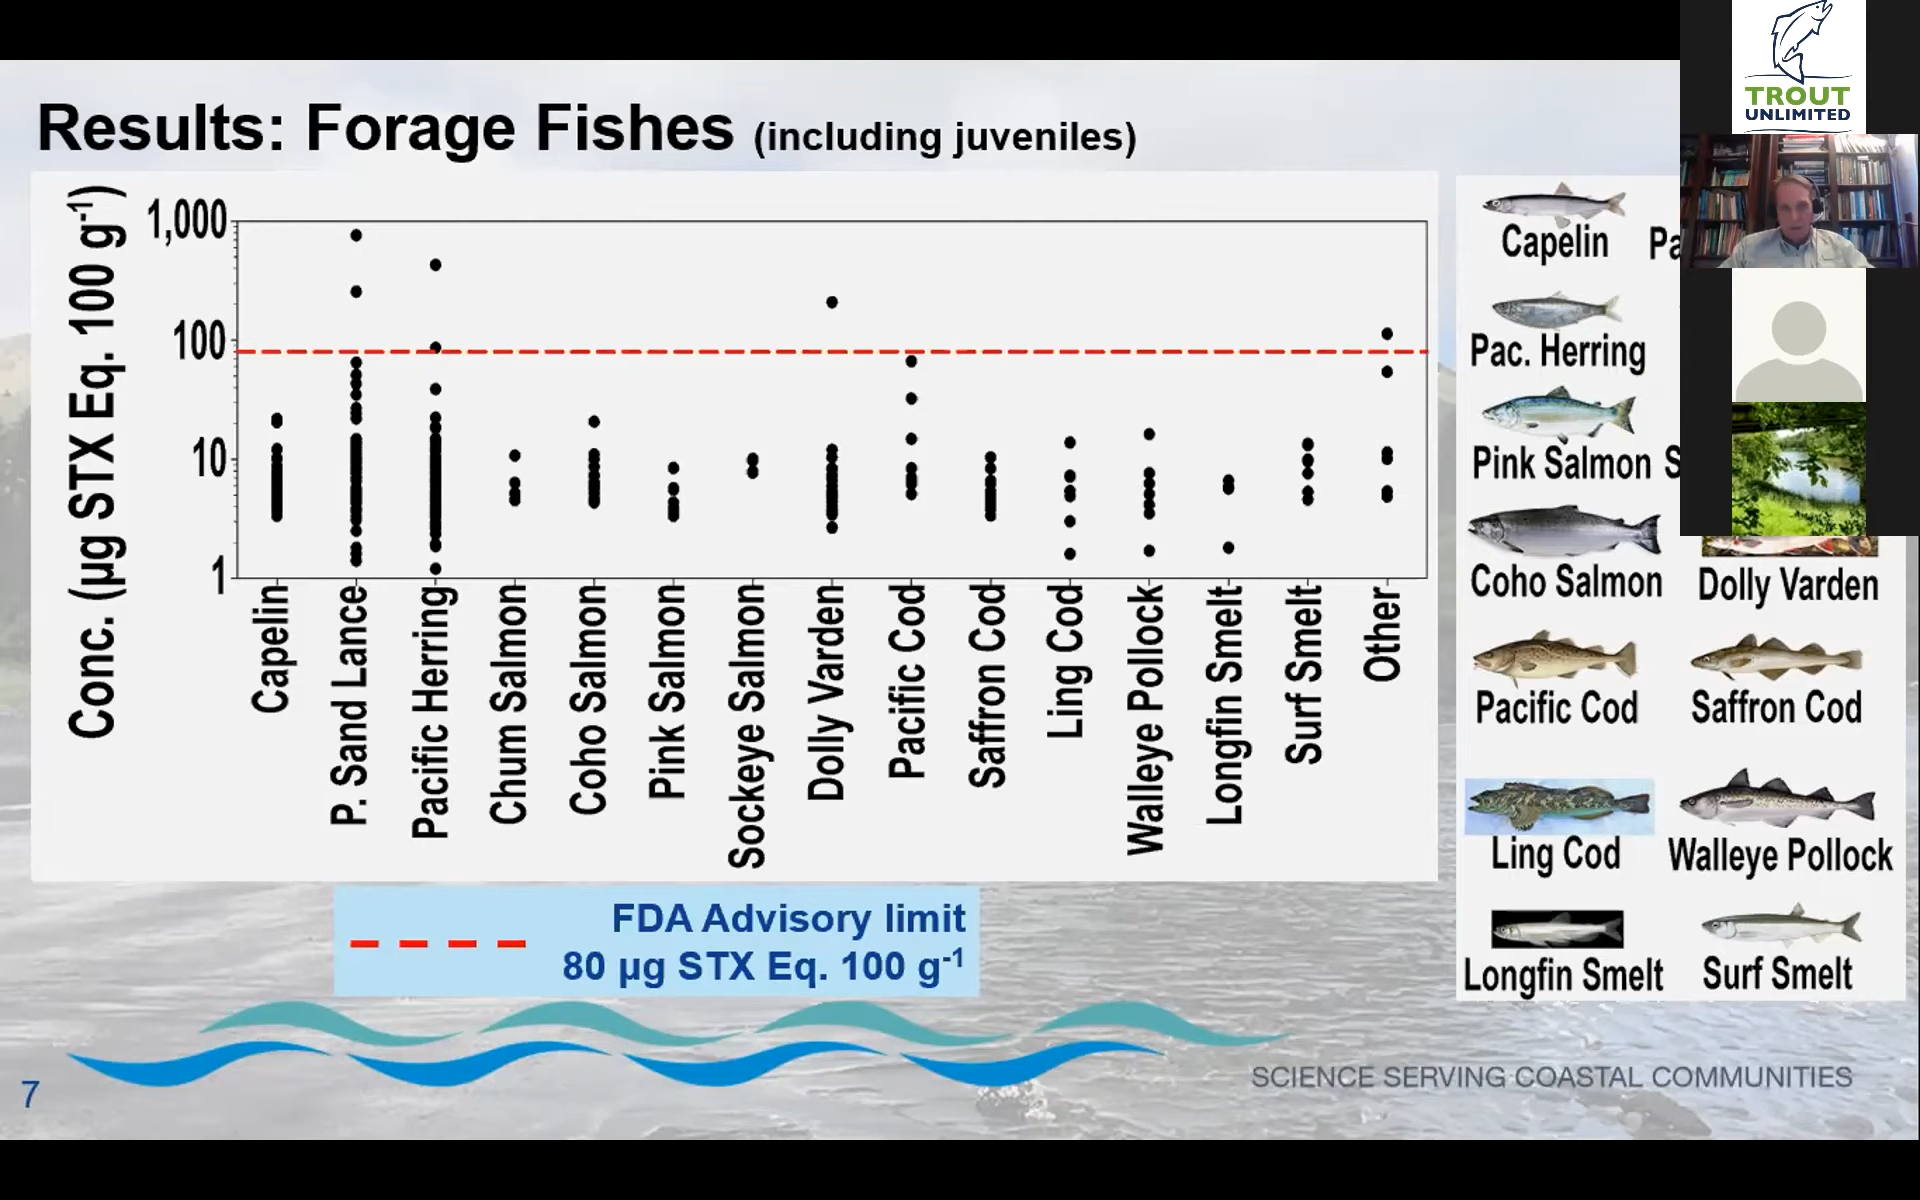 TROUT
UNLIMITED
Results: Forage Fishes (including juveniles)
Conc. (µg STX Eq. 100 g-1)
1,000
100
10
1
Capelin
P. Sand Lance
Pacific Herring
Chum Salmon
Coho Salmon
Pink Salmon
Sockeye Salmon
Dolly Varden
Pacific Cod
Saffron Cod
Ling Cod
Walleye Pollock
Longfin Smelt
Surf Smelt
Other
FDA Advisory limit
80 µg STX Eq. 100 g-1
Capelin
Pac. Herring
Pink Salmon
Coho Salmon
Dolly Varden
Pacific Cod
Saffron Cod
Ling Cod
Walleye Pollock
Longfin Smelt
Surf Smelt
SCIENCE SERVING COASTAL COMMUNITIES
7